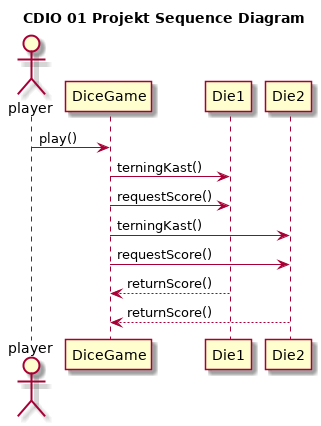 CDIO 01 Projekt Sequence Diagram
player
DiceGame Die1 Die2
play()
terningKast()
requestScore()
terningKast()
requestScore()
returnScore()
returnScore()
player
DiceGame Die1 Die2